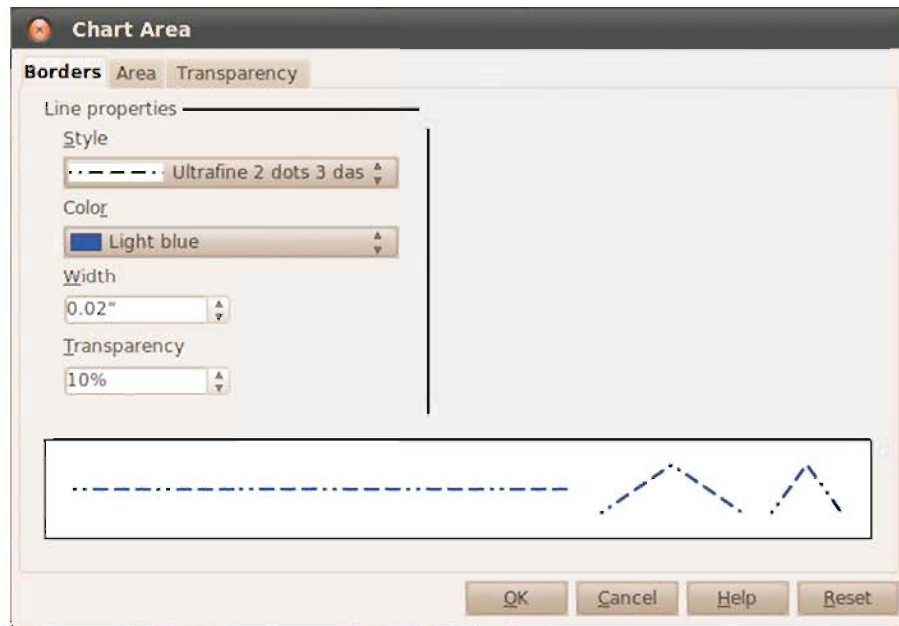 Chart Area
Borders Area Transparency
Line properties
Style
Ultrafine 2 dots 3 das
Color
Light blue
Width
0.02"
Transparency
10%
OK Cancel Help Reset